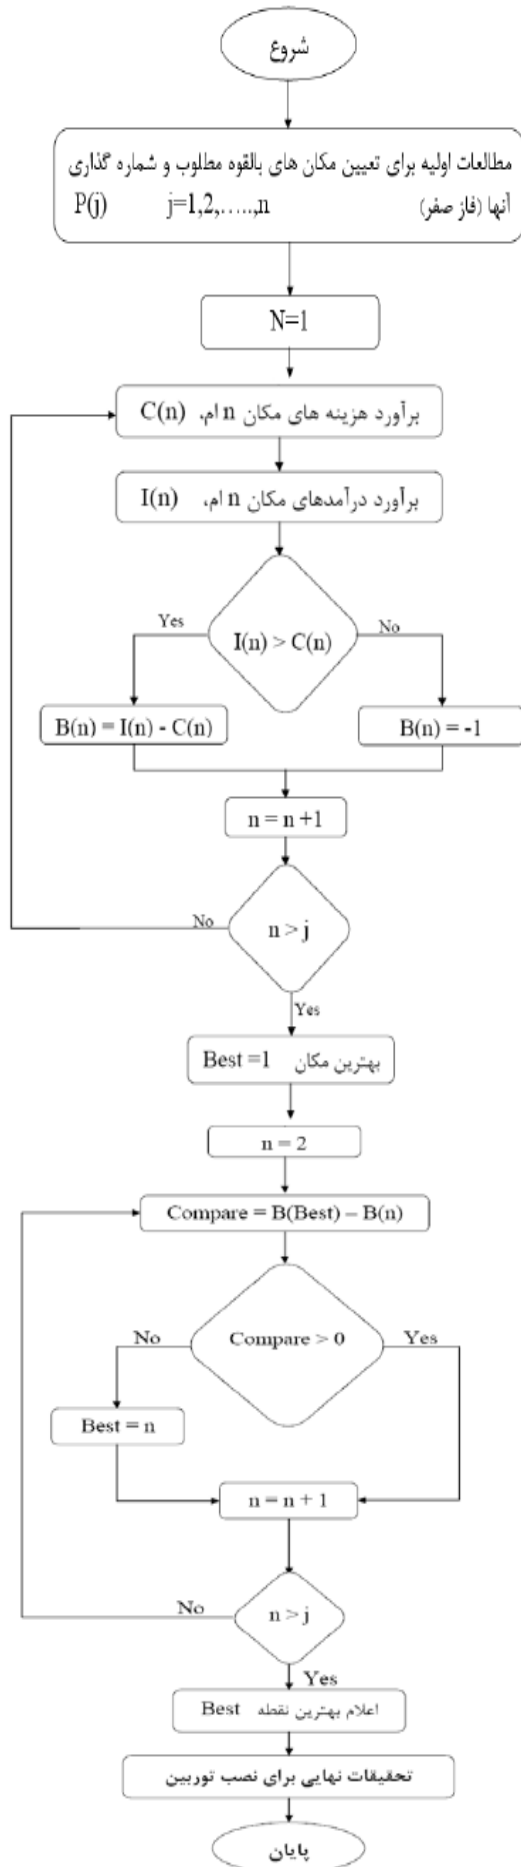 شروع
مطالعات اولیه برای تعیین مکان های بالقوه مطلوب و شماره گذاری
آنها (فاز صفر) P(j) j=1,2,.....,n
N=1
برآورد هزینه های مکان n ام، C(n)
برآورد درآمدهای مکان n ام، I(n)
I(n) > C(n)
Yes
No
B(n) = I(n) - C(n)
B(n) = -1
n = n +1
n > j
No
Yes
بهترین مکان Best =1
n = 2
Compare = B(Best) – B(n)
Compare > 0
No
Yes
Best = n
n = n + 1
n > j
No
Yes
اعلام بهترین نقطه Best
تحقیقات نهایی برای نصب توربین
پایان